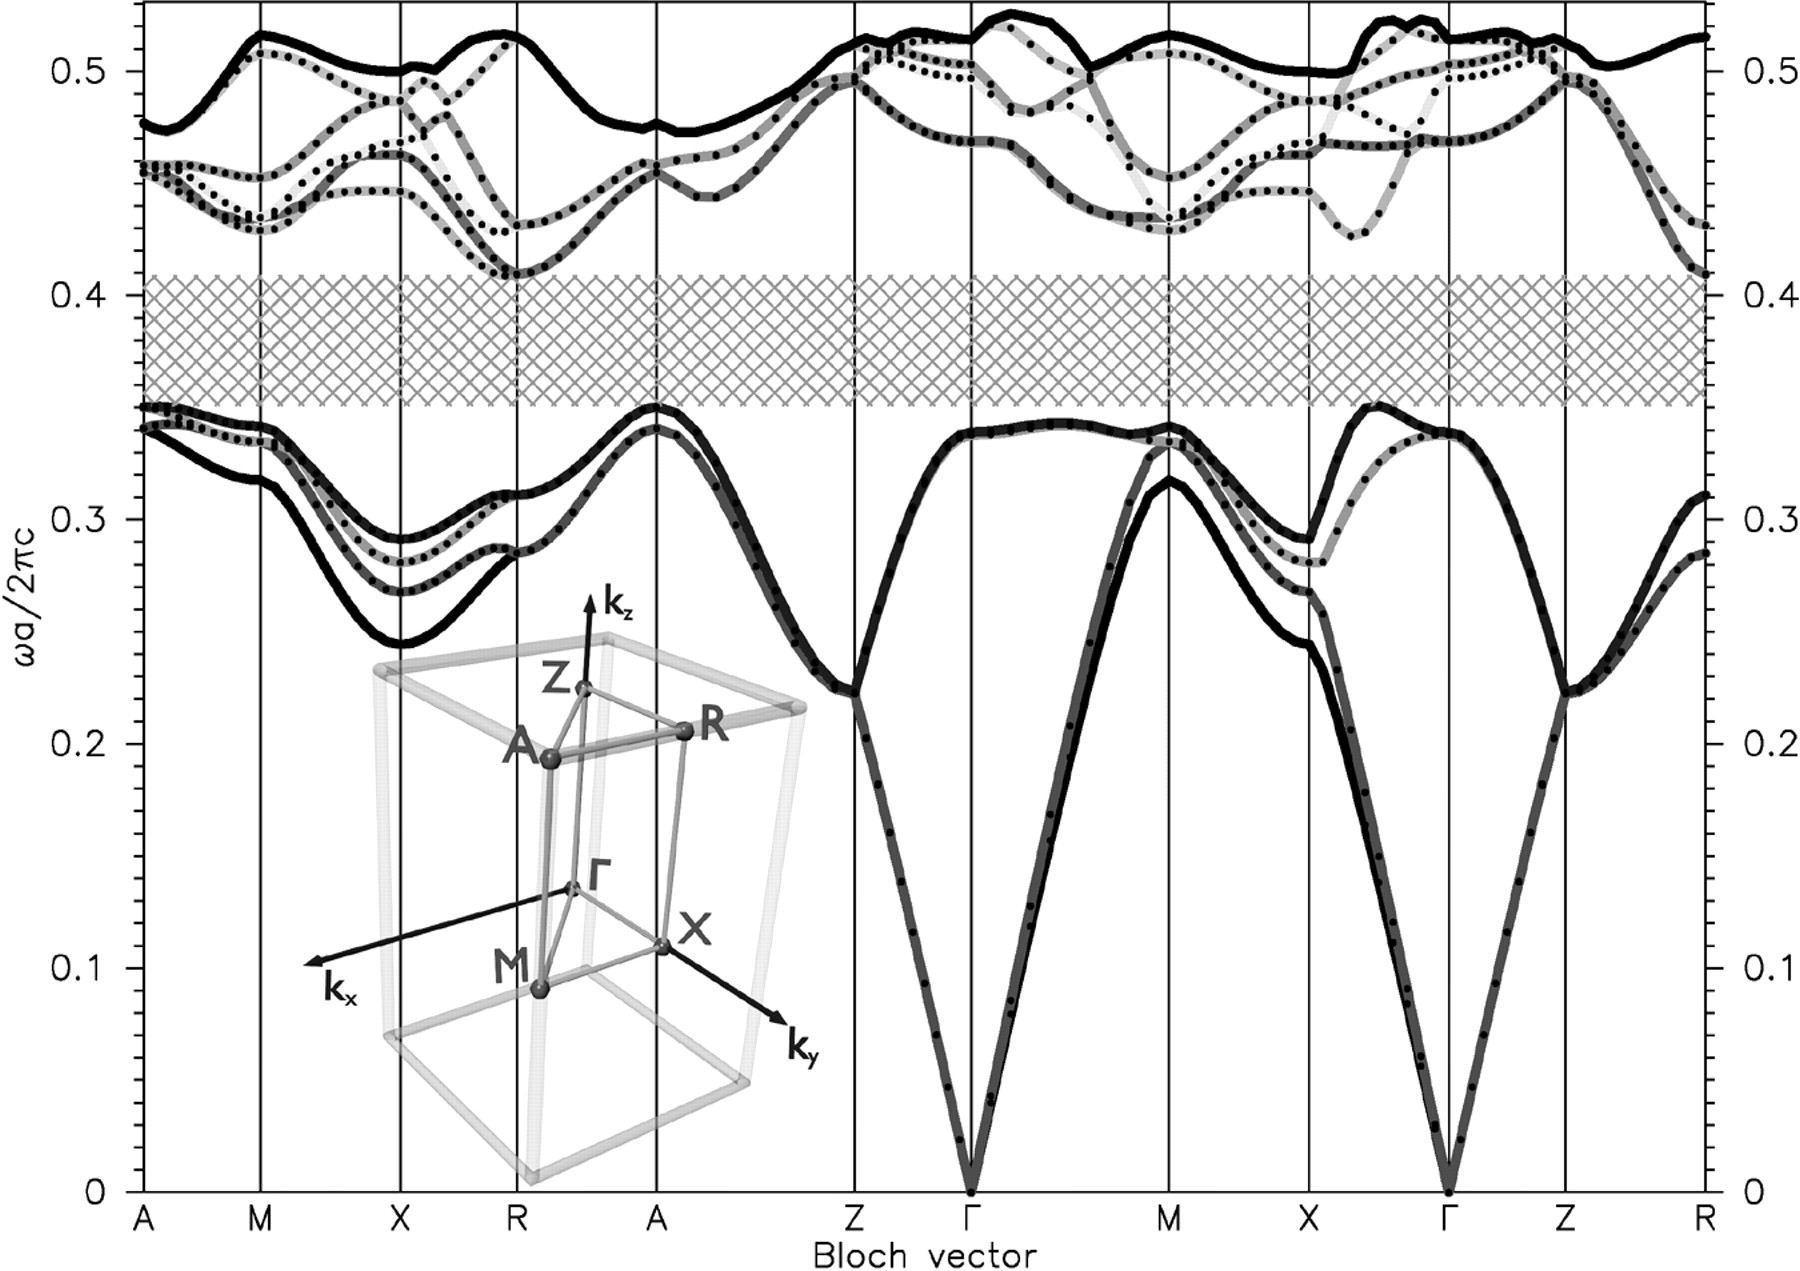 0.5
0.4
0.3
0.2
0.1
0
ωa/2πc
0.5
0.4
0.3
0.2
0.1
0
kz
Z
R
A
Γ
X
M
kx
ky
A M X R A Z Γ M X Γ Z R
Bloch vector